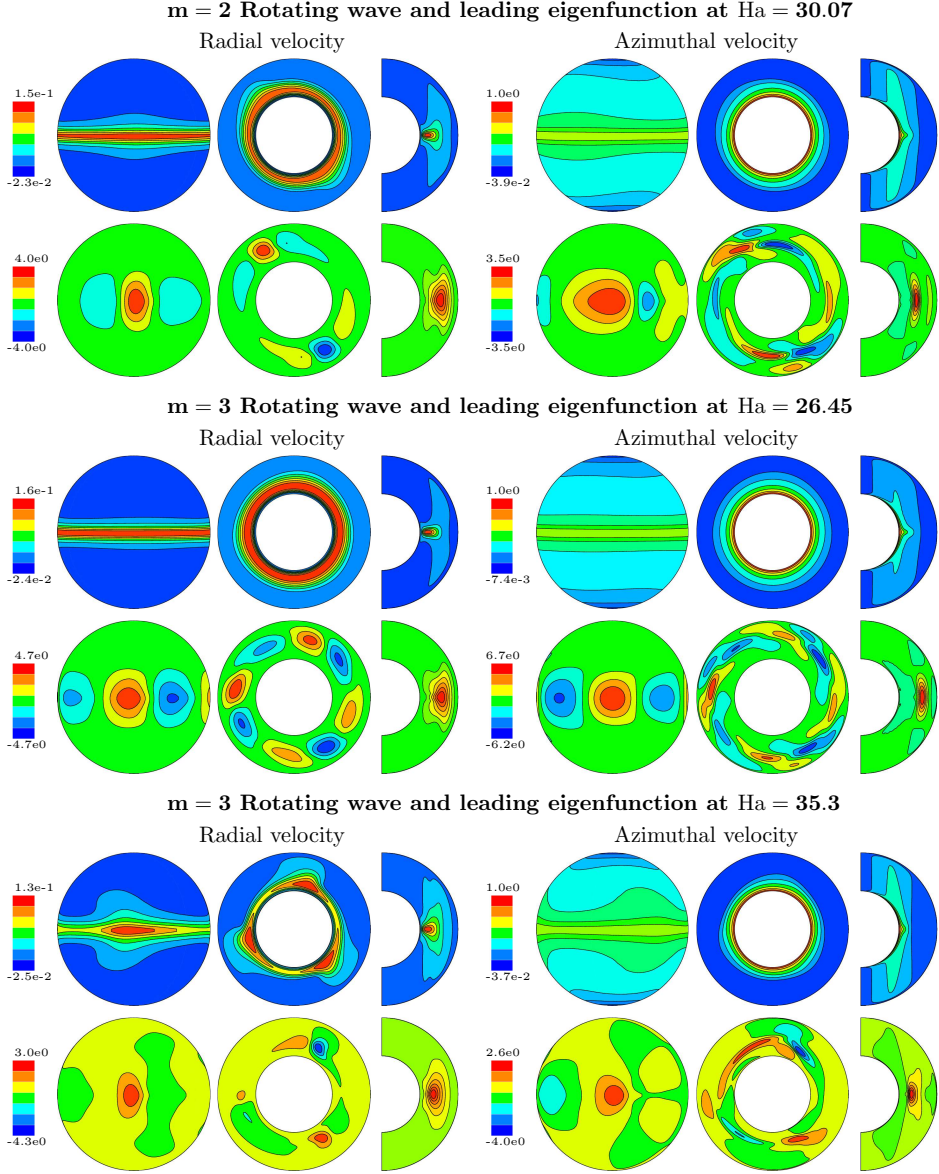 m = 2 Rotating wave and leading eigenfunction at Ha = 30.07
Radial velocity
Azimuthal velocity
1.5e-1
-2.3e-2
1.0e0
-3.9e-2
4.0e0
-4.0e0
3.5e0
-3.5e0
m = 3 Rotating wave and leading eigenfunction at Ha = 26.45
Radial velocity
Azimuthal velocity
1.6e-1
-2.4e-2
1.0e0
-7.4e-3
4.7e0
-4.7e0
6.7e0
-6.2e0
m = 3 Rotating wave and leading eigenfunction at Ha = 35.3
Radial velocity
Azimuthal velocity
1.3e-1
-2.5e-2
1.0e0
-3.7e-2
3.0e0
-4.3e0
2.6e0
-4.0e0